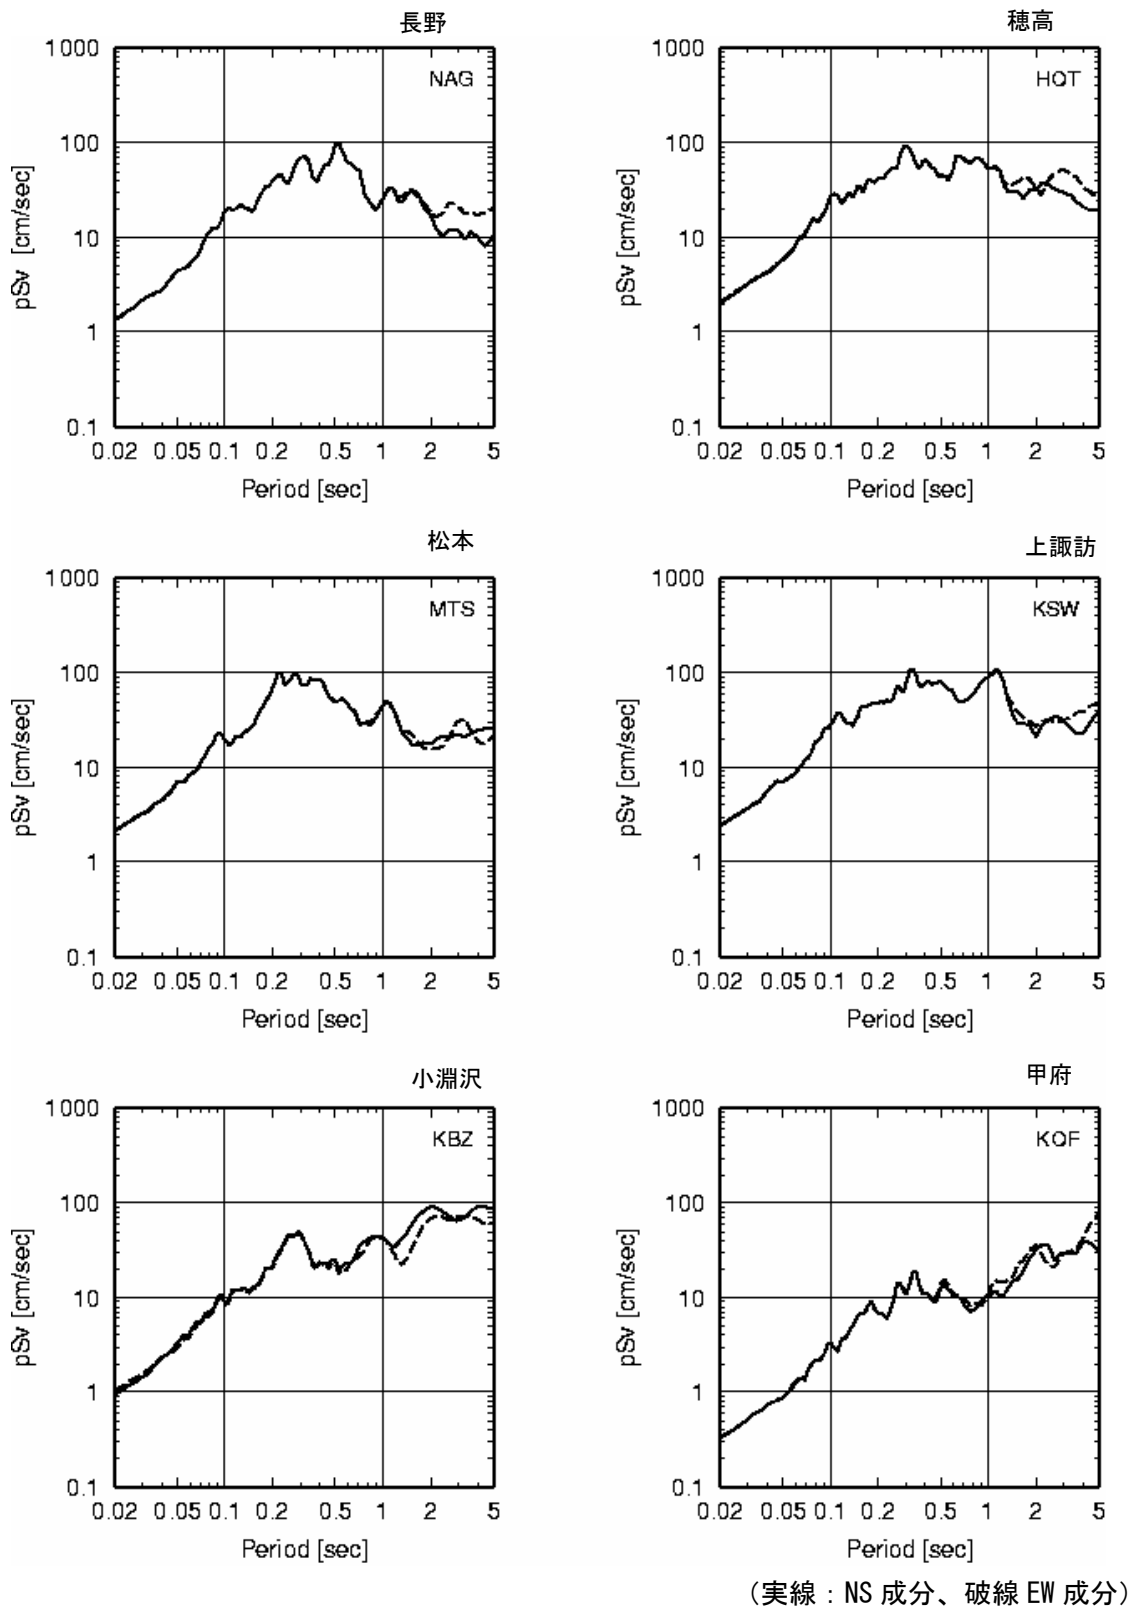 長野
1000
NAG
100
10
1
0.1
pSv [cm/sec]
0.02 0.05 0.1 0.2 0.5 1 2 5
Period [sec]
穂高
1000
HOT
100
10
1
0.1
pSv [cm/sec]
0.02 0.05 0.1 0.2 0.5 1 2 5
Period [sec]
松本
1000
MTS
100
10
1
0.1
pSv [cm/sec]
0.02 0.05 0.1 0.2 0.5 1 2 5
Period [sec]
上諏訪
1000
KSW
100
10
1
0.1
pSv [cm/sec]
0.02 0.05 0.1 0.2 0.5 1 2 5
Period [sec]
小淵沢
1000
KBZ
100
10
1
0.1
pSv [cm/sec]
0.02 0.05 0.1 0.2 0.5 1 2 5
Period [sec]
甲府
1000
KOF
100
10
1
0.1
pSv [cm/sec]
0.02 0.05 0.1 0.2 0.5 1 2 5
Period [sec]
（実線：NS 成分、破線 EW 成分）